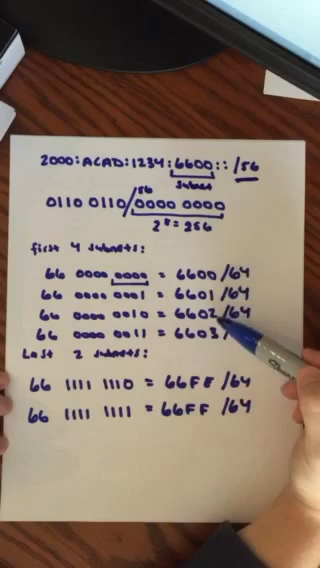 2000:ACAD:1234:6600::/56
subnet
0110 0110/56 0000 0000
2⁸ = 256
first 4 subnets:
66 0000 0000 = 6600/64
66 0000 0001 = 6601/64
66 0000 0010 = 6602/64
66 0000 0011 = 6603/
Last 2 subnets:
66 1111 1110 = 66FE/64
66 1111 1111 = 66FF/64